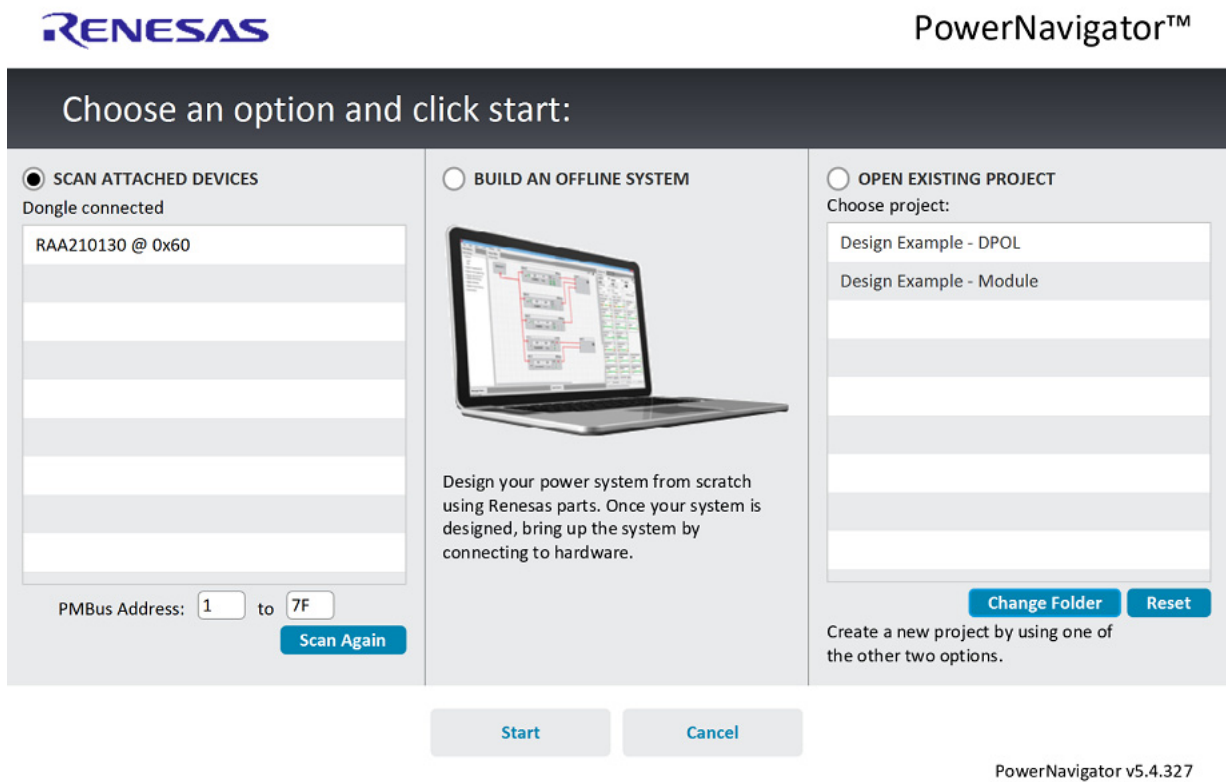 RENESAS
PowerNavigator™
Choose an option and click start:
SCAN ATTACHED DEVICES
Dongle connected
RAA210130 @ 0x60
PMBus Address: 1 to 7F
Scan Again
BUILD AN OFFLINE SYSTEM
Design your power system from scratch
using Renesas parts. Once your system is
designed, bring up the system by
connecting to hardware.
OPEN EXISTING PROJECT
Choose project:
Design Example - DPOL
Design Example - Module
Change Folder
Reset
Create a new project by using one of
the other two options.
Start
Cancel
PowerNavigator v5.4.327